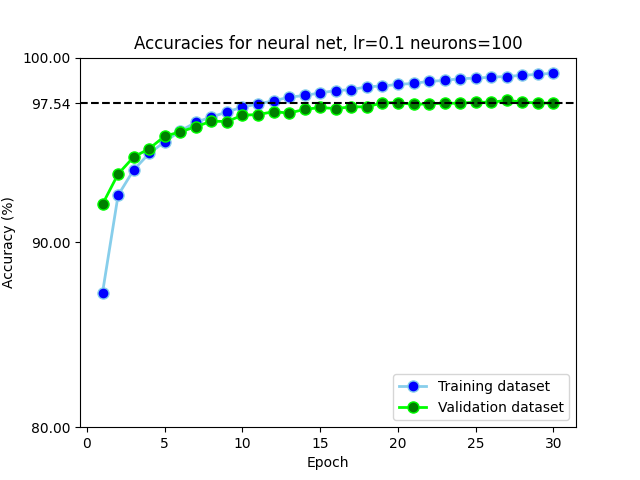 Accuracies for neural net, lr=0.1 neurons=100
100.00
97.54
90.00
80.00
Accuracy (%)
0 5 10 15 20 25 30
Epoch
Training dataset
Validation dataset